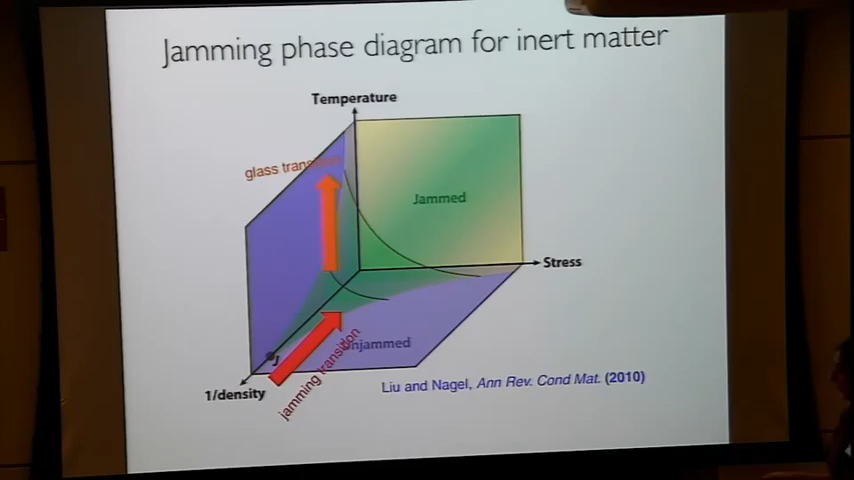 Jamming phase diagram for inert matter
Temperature
glass transition
Jammed
Stress
J
Unjammed
jamming transition
1/density
Liu and Nagel, Ann Rev. Cond Mat. (2010)